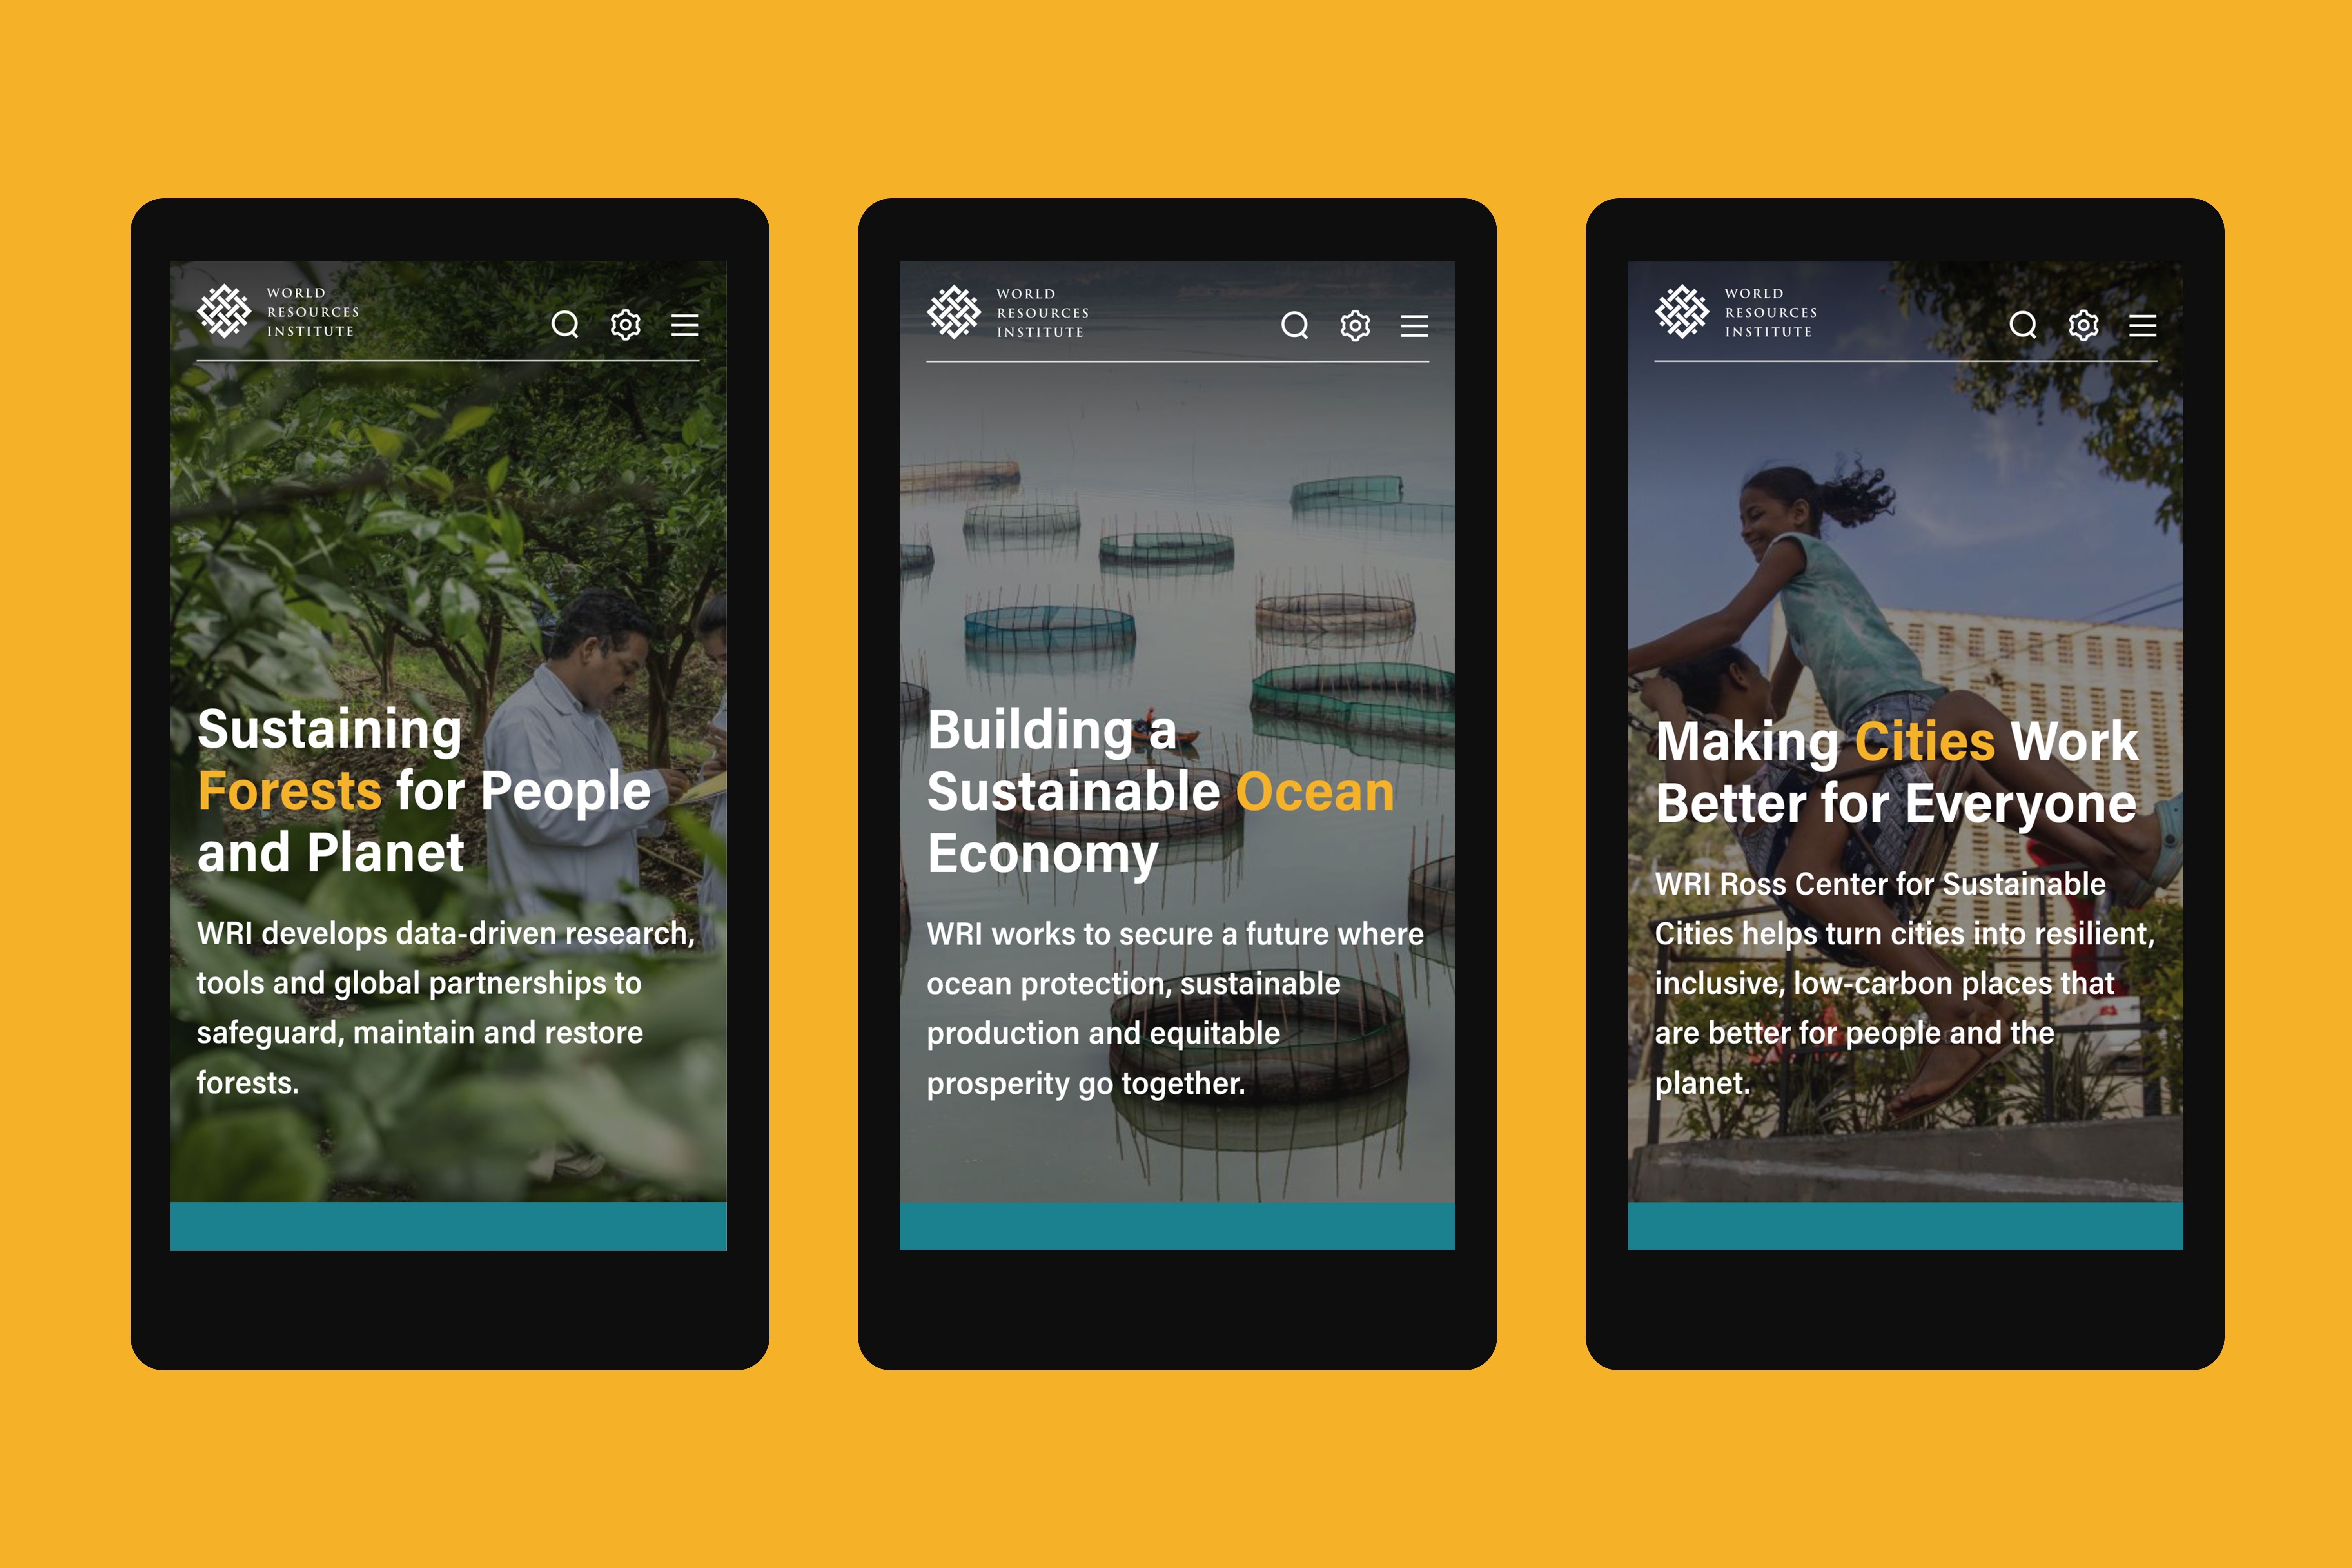 WORLD
RESOURCES
INSTITUTE
Sustaining
Forests for People
and Planet
WRI develops data-driven research,
tools and global partnerships to
safeguard, maintain and restore
forests.
WORLD
RESOURCES
INSTITUTE
Building a
Sustainable Ocean
Economy
WRI works to secure a future where
ocean protection, sustainable
production and equitable
prosperity go together.
WORLD
RESOURCES
INSTITUTE
Making Cities Work
Better for Everyone
WRI Ross Center for Sustainable
Cities helps turn cities into resilient,
inclusive, low-carbon places that
are better for people and the
planet.